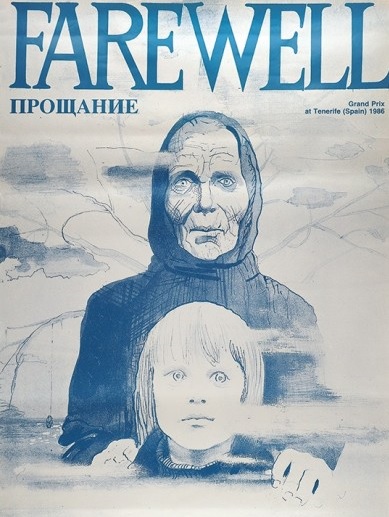 FAREWELL
ПРОЩАНИЕ
Grand Prix
at Tenerife (Spain) 1986